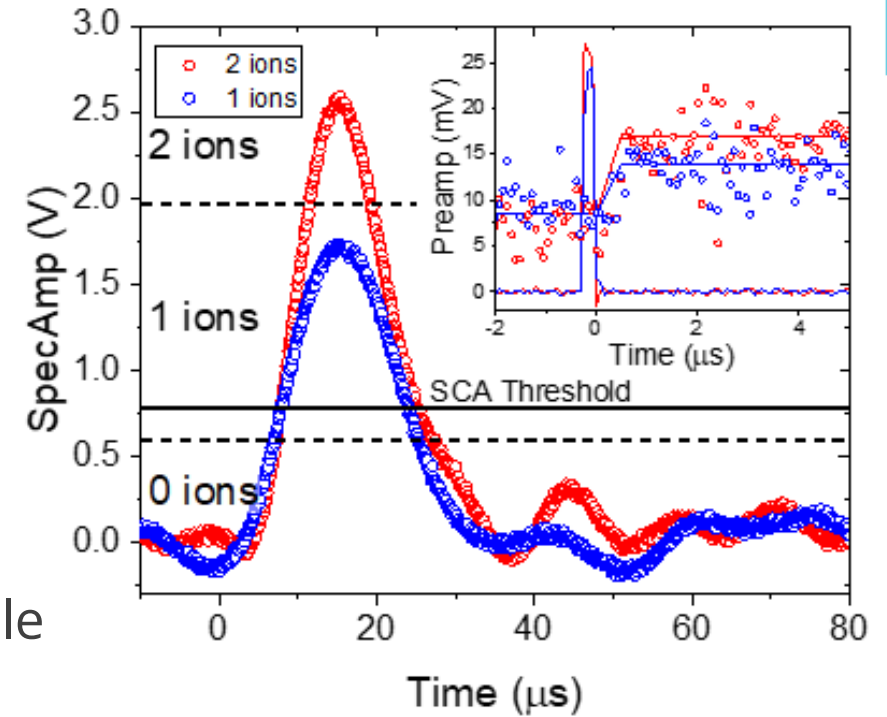 3.0
2.5
2.0
1.5
1.0
0.5
0.0
SpecAmp (V)
2 ions
1 ions
2 ions
1 ions
0 ions
SCA Threshold
25
20
15
10
5
0
Preamp (mV)
-2
0
2
4
Time (μs)
0
20
40
60
80
Time (μs)
le